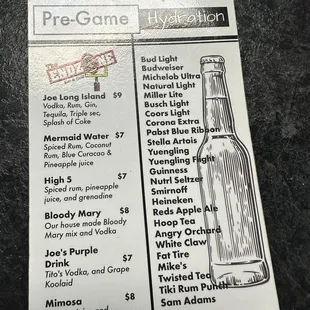 Pre-Game
Hydration
The
ENDZONE
Joe Long Island $9
Vodka, Rum, Gin,
Tequila, Triple sec,
Splash of Coke
Mermaid Water $7
Spiced Rum, Coconut
Rum, Blue Curacoa &
Pineapple juice
High 5 $7
Spiced rum, pineapple
juice, and grenadine
Bloody Mary $8
Our house made Bloody
Mary mix and Vodka
Joe's Purple
Drink $7
Tito's Vodka, and Grape
Koolaid
Mimosa $8
Bud Light
Budweiser
Michelob Ultra
Natural Light
Miller Lite
Busch Light
Coors Light
Corona Extra
Pabst Blue Ribbon
Stella Artois
Yuengling
Yuengling Flight
Guinness
Nutrl Seltzer
Smirnoff
Heineken
Reds Apple Ale
Hoop Tea
Angry Orchard
White Claw
Fat Tire
Mike's
Twisted Tea
Tiki Rum Punch
Sam Adams